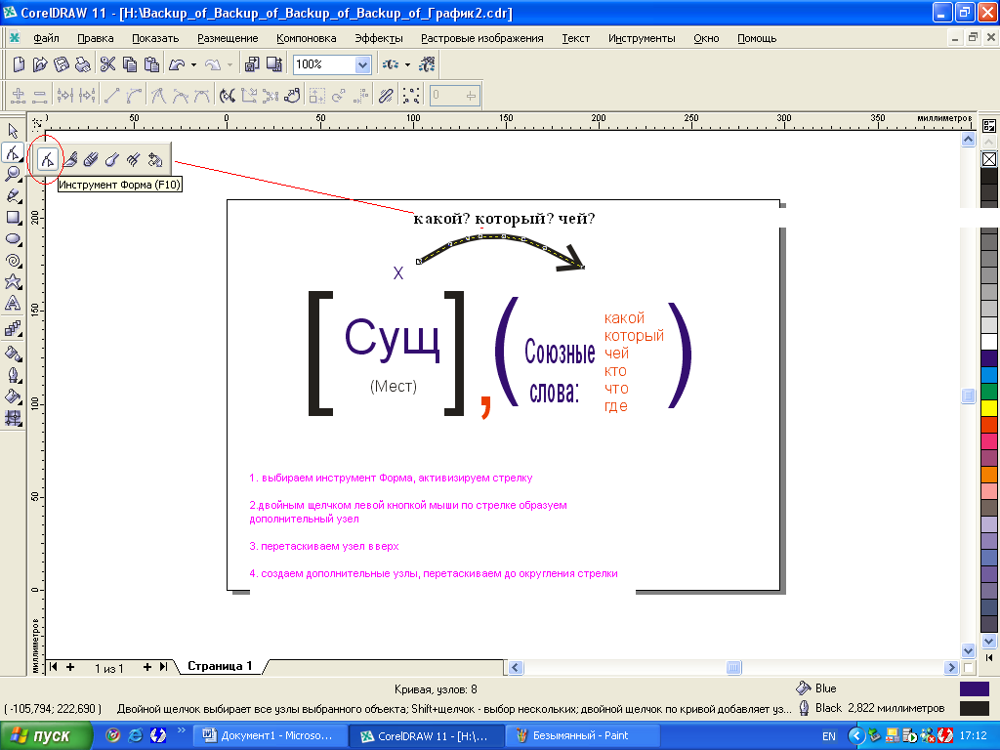 CorelDRAW 11 - [H:\Backup_of_Backup_of_Backup_of_Backup_of_График2.cdr]
Файл Правка Показать Размещение Компоновка Эффекты Растровые изображения Текст Инструменты Окно Помощь
100%
0
50 0 50 100 150 200 250 300 350 миллиметров
Инструмент Форма (F10)
200
150
100
50
0
миллиметров
какой? который? чей?
X
[ Сущ ] , ( Союзные слова: )
(Мест)
какой
который
чей
кто
что
где
1. выбираем инструмент Форма, активизируем стрелку
2.двойным щелчком левой кнопкой мыши по стрелке образуем
дополнительный узел
3. перетаскиваем узел вверх
4. создаем дополнительные узлы, перетаскиваем до округления стрелки
1 из 1 Страница 1
Кривая, узлов: 8 Blue
( -105,794; 222,690 ) Двойной щелчок выбирает все узлы выбранного объекта; Shift+щелчок - выбор нескольких; двойной щелчок по кривой добавляет уз... Black 2,822 миллиметров
пуск Документ1 - Microso... CorelDRAW 11 - [H:\... Безымянный - Paint EN 17:12